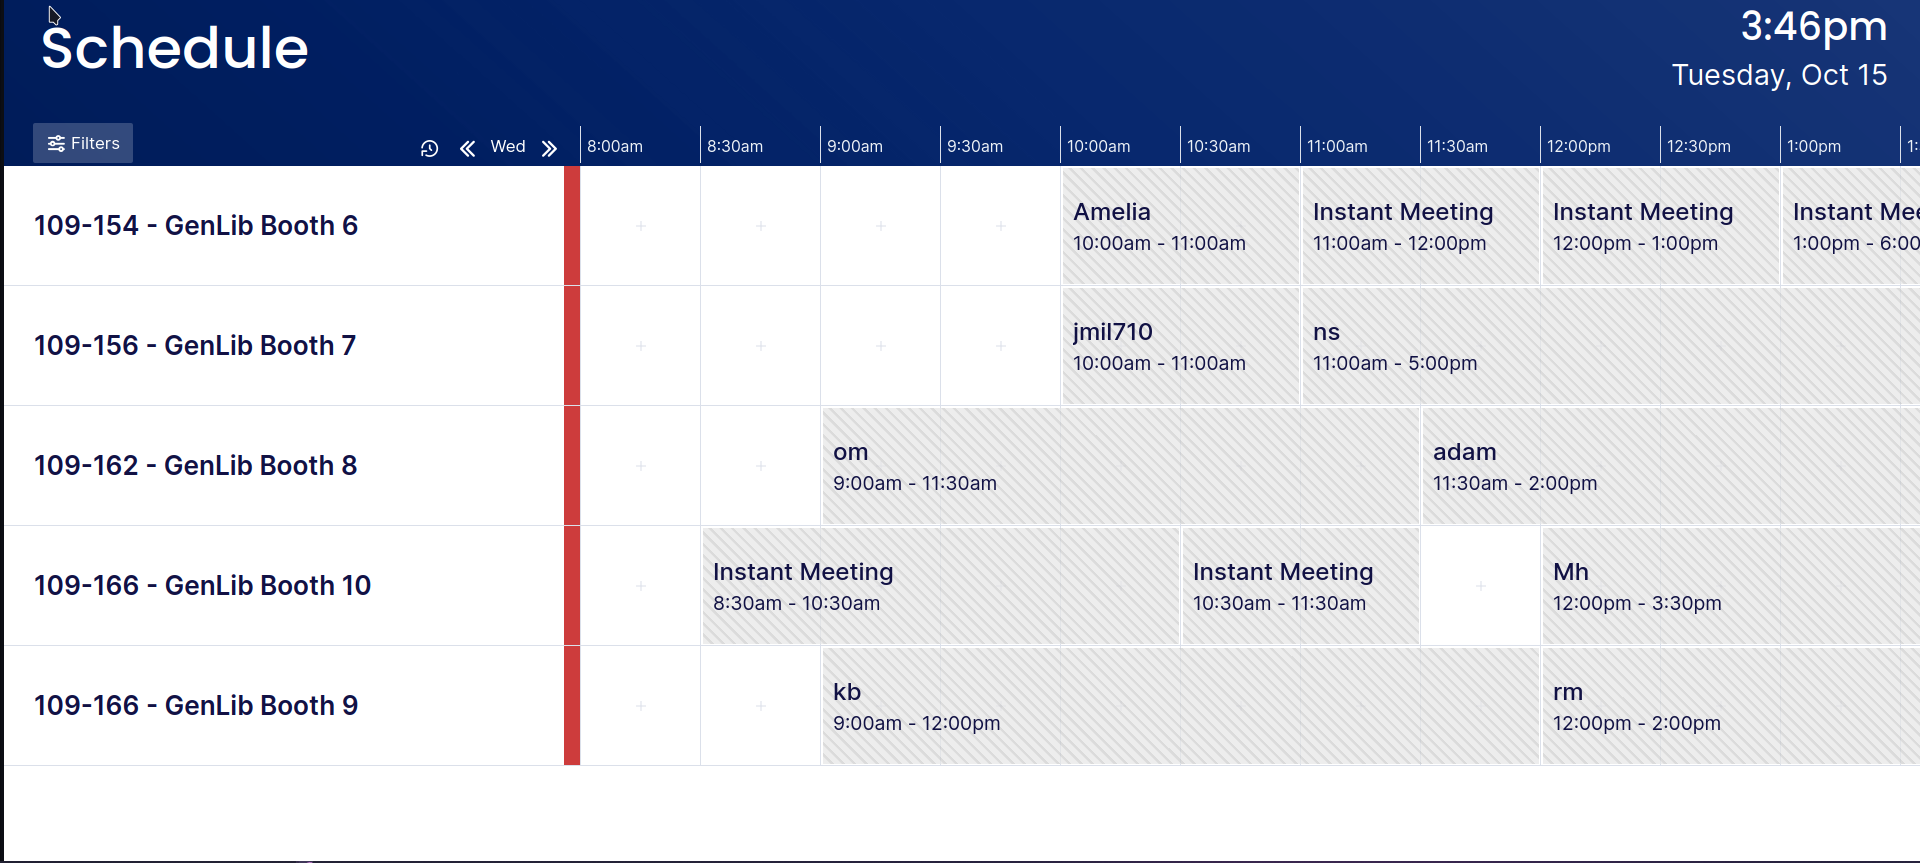 Schedule
3:46pm
Tuesday, Oct 15
Filters
Wed
8:00am 8:30am 9:00am 9:30am 10:00am 10:30am 11:00am 11:30am 12:00pm 12:30pm 1:00pm 1:
109-154 - GenLib Booth 6
Amelia
10:00am - 11:00am
Instant Meeting
11:00am - 12:00pm
Instant Meeting
12:00pm - 1:00pm
Instant Mee
1:00pm - 6:00
109-156 - GenLib Booth 7
jmil710
10:00am - 11:00am
ns
11:00am - 5:00pm
109-162 - GenLib Booth 8
om
9:00am - 11:30am
adam
11:30am - 2:00pm
109-166 - GenLib Booth 10
Instant Meeting
8:30am - 10:30am
Instant Meeting
10:30am - 11:30am
Mh
12:00pm - 3:30pm
109-166 - GenLib Booth 9
kb
9:00am - 12:00pm
rm
12:00pm - 2:00pm